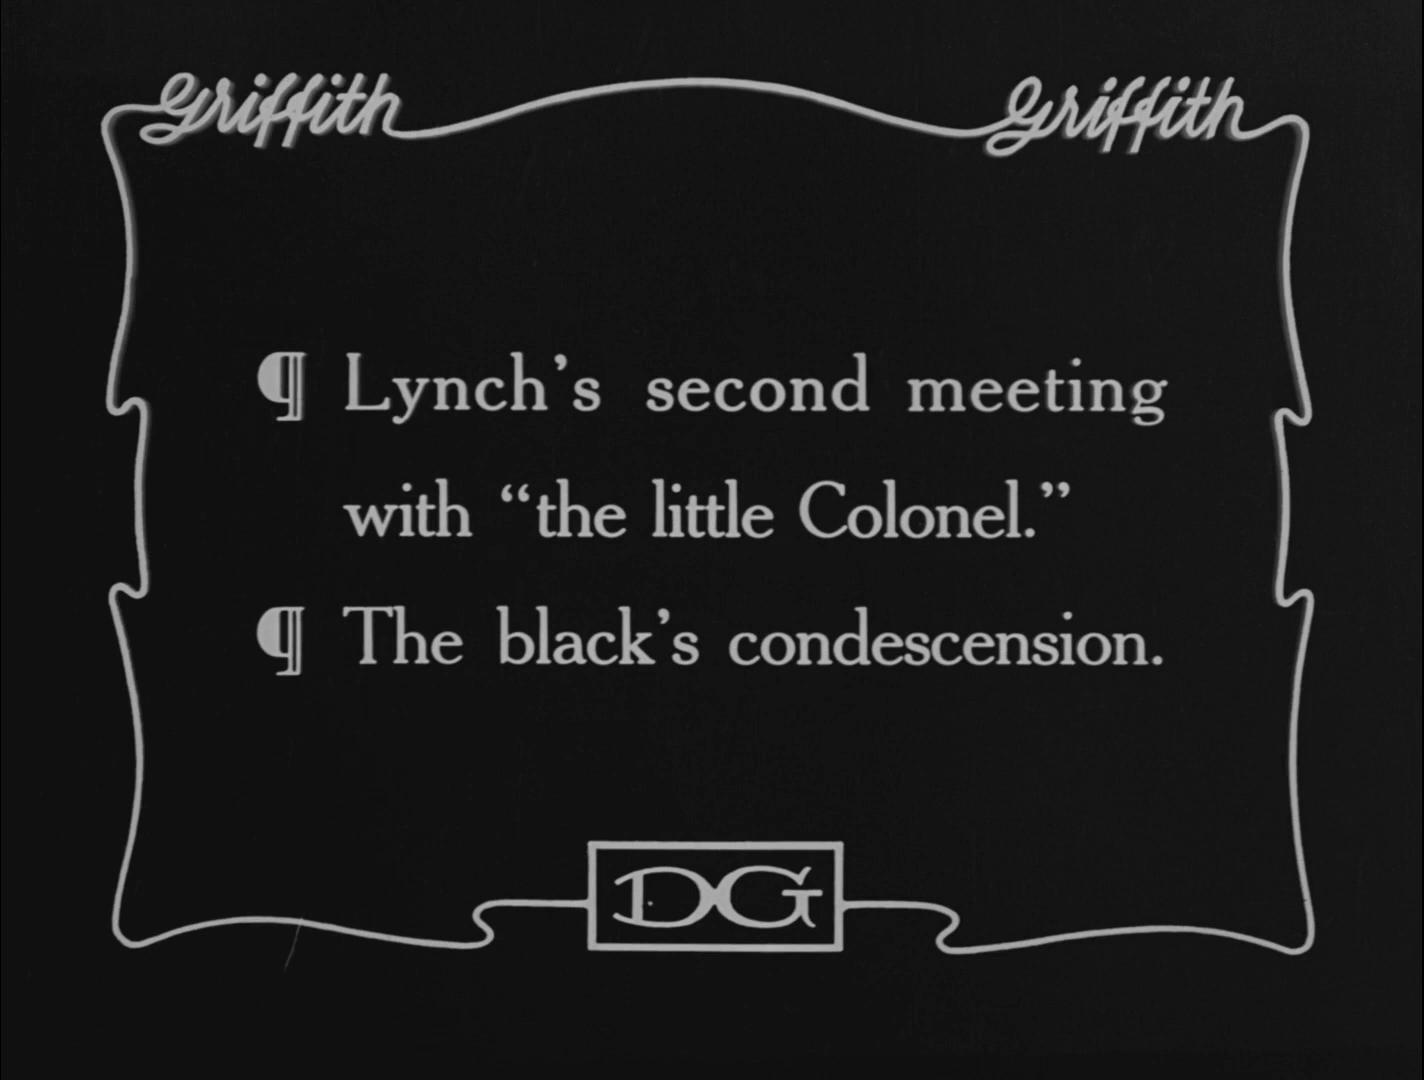 Griffith Griffith
¶ Lynch's second meeting
with “the little Colonel.”
¶ The black's condescension.
DG